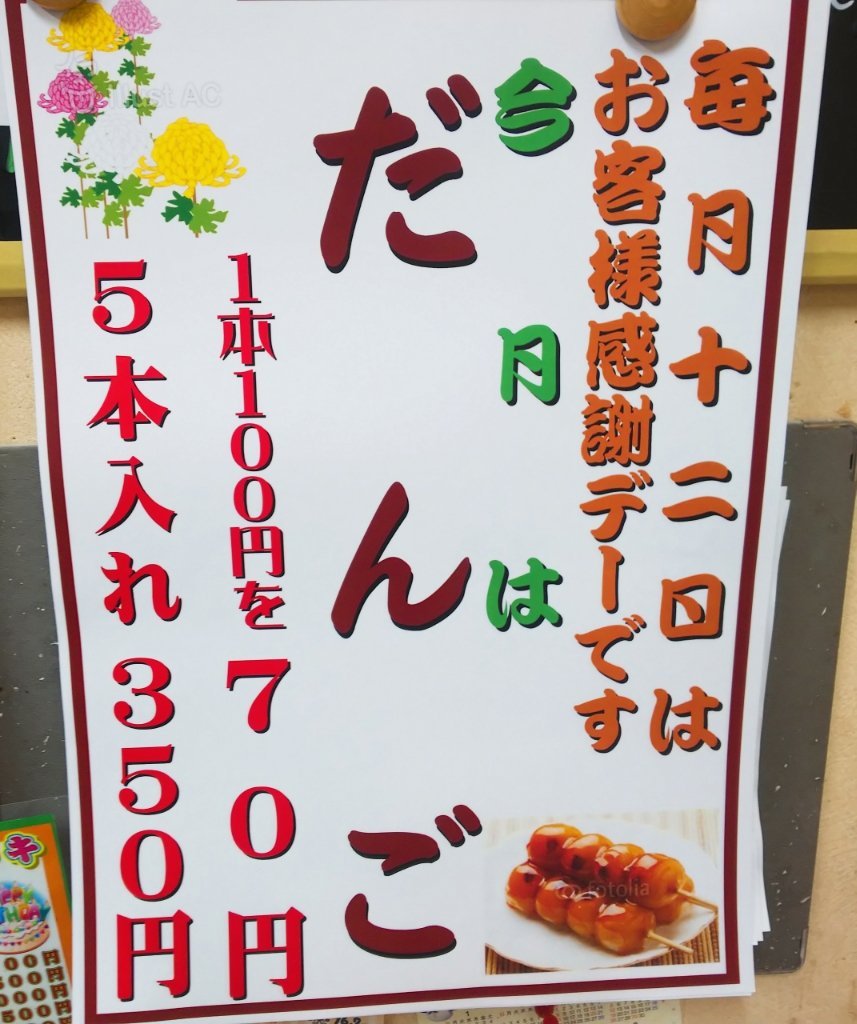 毎月十二日は
お客様感謝デーです
今月は
だんご
1本100円を70円
5本入れ350円
fotolia